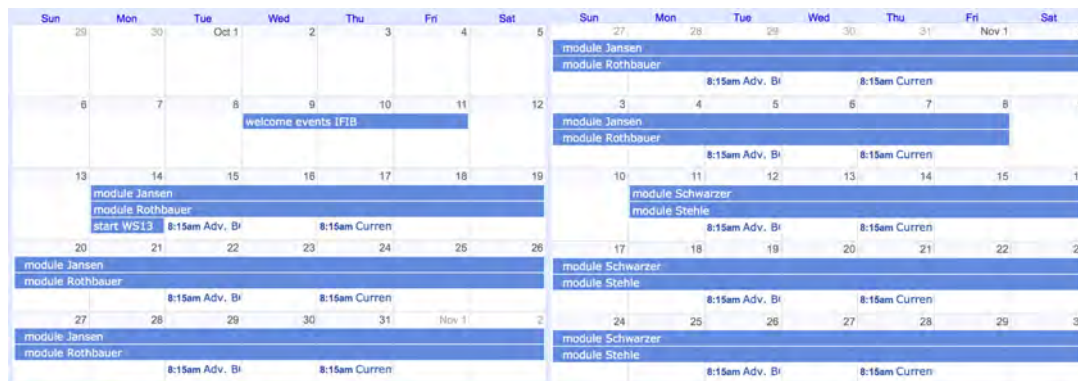 Sun Mon Tue Wed Thu Fri Sat
29 30 Oct 1 2 3 4 5
6 7 8 9 10 11 12
welcome events IFIB
13 14 15 16 17 18 19
module Jansen
module Rothbauer
start WS13 8:15am Adv. Bi 8:15am Curren
20 21 22 23 24 25 26
module Jansen
module Rothbauer
8:15am Adv. Bi 8:15am Curren
27 28 29 30 31 Nov 1 2
module Jansen
module Rothbauer
8:15am Adv. Bi 8:15am Curren
Sun Mon Tue Wed Thu Fri Sat
27 28 29 30 31 Nov 1
module Jansen
module Rothbauer
8:15am Adv. Bi 8:15am Curren
3 4 5 6 7 8
module Jansen
module Rothbauer
8:15am Adv. Bi 8:15am Curren
10 11 12 13 14 15 1
module Schwarzer
module Stehle
8:15am Adv. Bi 8:15am Curren
17 18 19 20 21 22 2
module Schwarzer
module Stehle
8:15am Adv. Bi 8:15am Curren
24 25 26 27 28 29 3
module Schwarzer
module Stehle
8:15am Adv. Bi 8:15am Curren